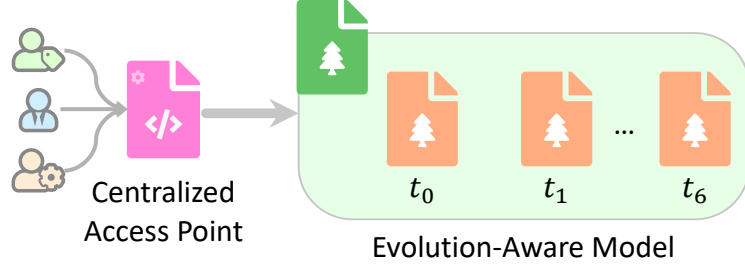 </>
t₀ t₁ ... t₆
Centralized
Access Point
Evolution-Aware Model